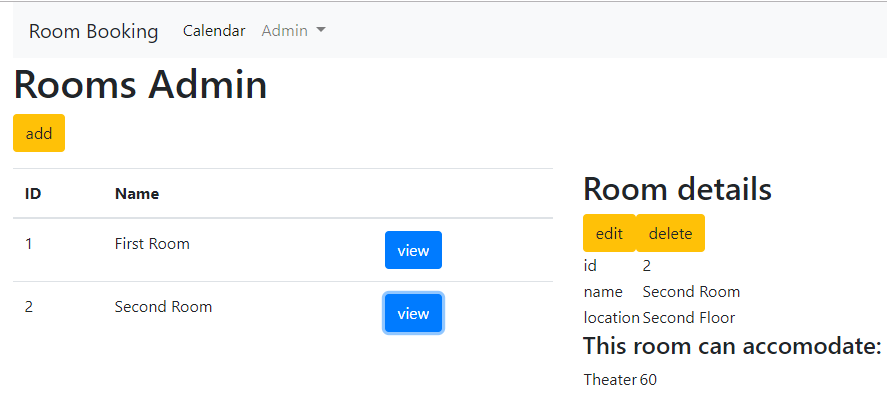 Room Booking Calendar Admin
Rooms Admin
add
ID Name
1 First Room view
2 Second Room view
Room details
edit delete
id 2
name Second Room
location Second Floor
This room can accomodate:
Theater 60